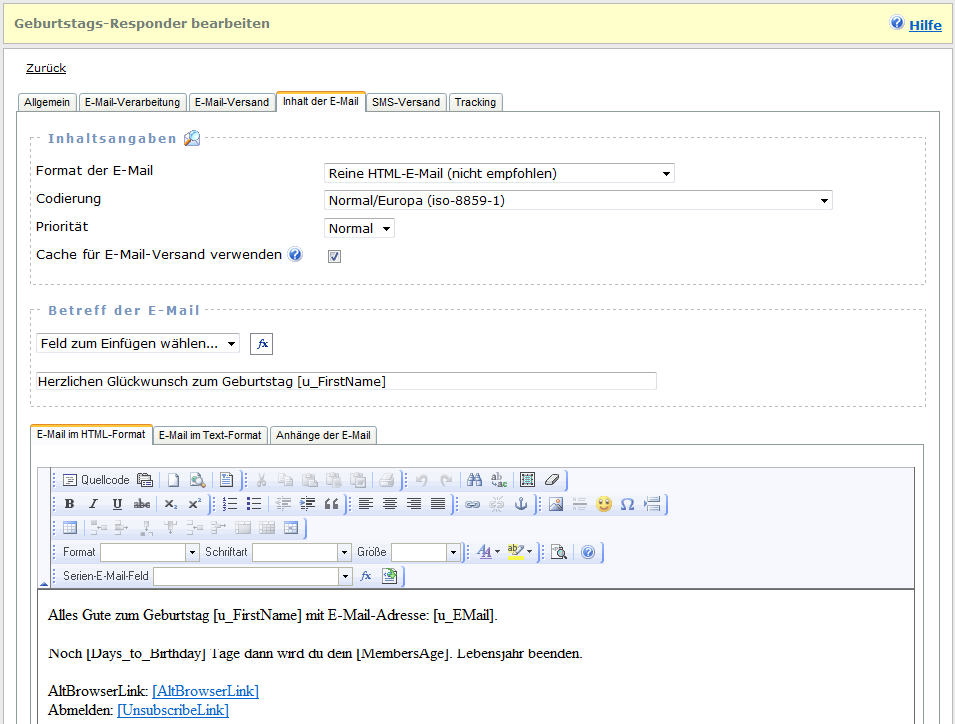 Geburtstags-Responder bearbeiten
Hilfe
Zurück
Allgemein E-Mail-Verarbeitung E-Mail-Versand Inhalt der E-Mail SMS-Versand Tracking
Inhaltsangaben
Format der E-Mail Reine HTML-E-Mail (nicht empfohlen)
Codierung Normal/Europa (iso-8859-1)
Priorität Normal
Cache für E-Mail-Versand verwenden
Betreff der E-Mail
Feld zum Einfügen wählen... fx
Herzlichen Glückwunsch zum Geburtstag [u_FirstName]
E-Mail im HTML-Format E-Mail im Text-Format Anhänge der E-Mail
Quellcode
B I U abc x₂ x²
Format Schriftart Größe
Serien-E-Mail-Feld fx
Alles Gute zum Geburtstag [u_FirstName] mit E-Mail-Adresse: [u_EMail].
Noch [Days_to_Birthday] Tage dann wird du dein [MembersAge]. Lebensjahr beenden.
AltBrowserLink: [AltBrowserLink]
Abmelden: [UnsubscribeLink]